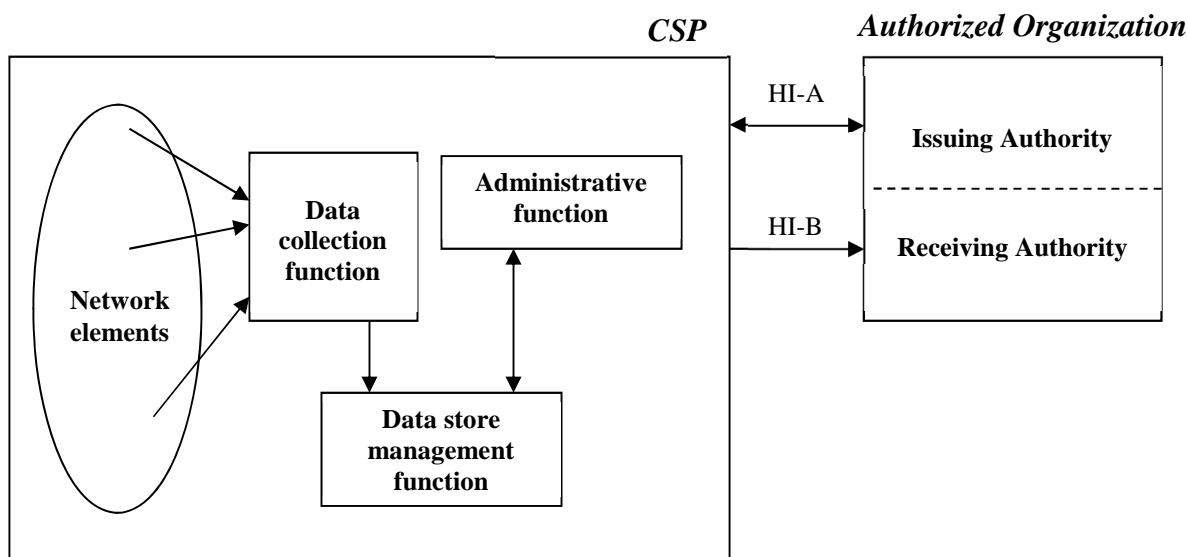 CSP
Authorized Organization
HI-A
Issuing Authority
Administrative
function
Data
collection
function
HI-B
Receiving Authority
Network
elements
Data store
management
function